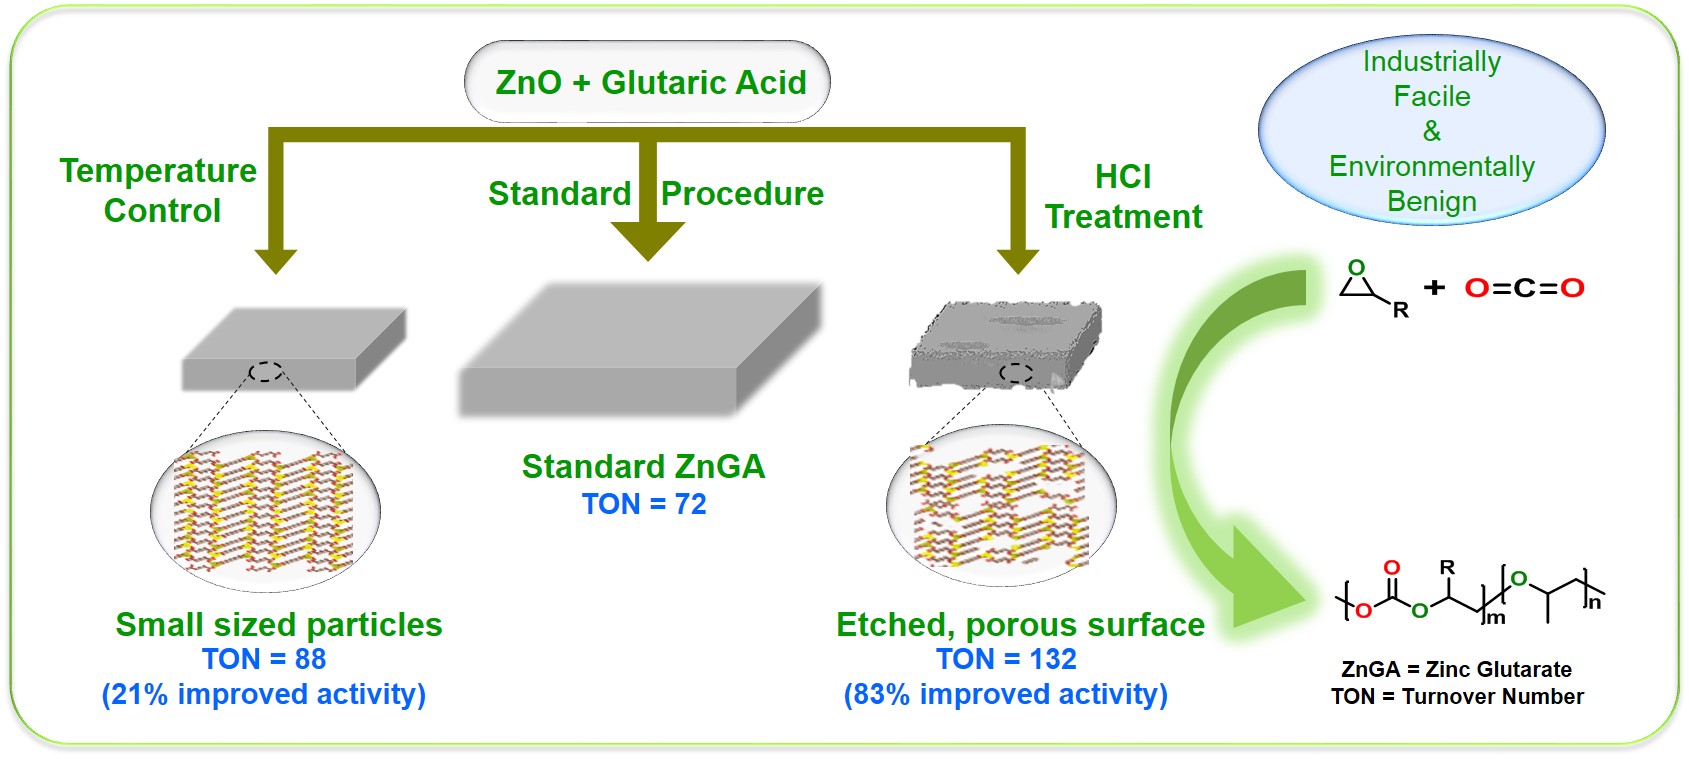 ZnO + Glutaric Acid
Temperature
Control
Standard Procedure
HCl
Treatment
Industrially
Facile
&
Environmentally
Benign
O
R
+ O=C=O
Standard ZnGA
TON = 72
Small sized particles
TON = 88
(21% improved activity)
Etched, porous surface
TON = 132
(83% improved activity)
O R O
O O m n
ZnGA = Zinc Glutarate
TON = Turnover Number